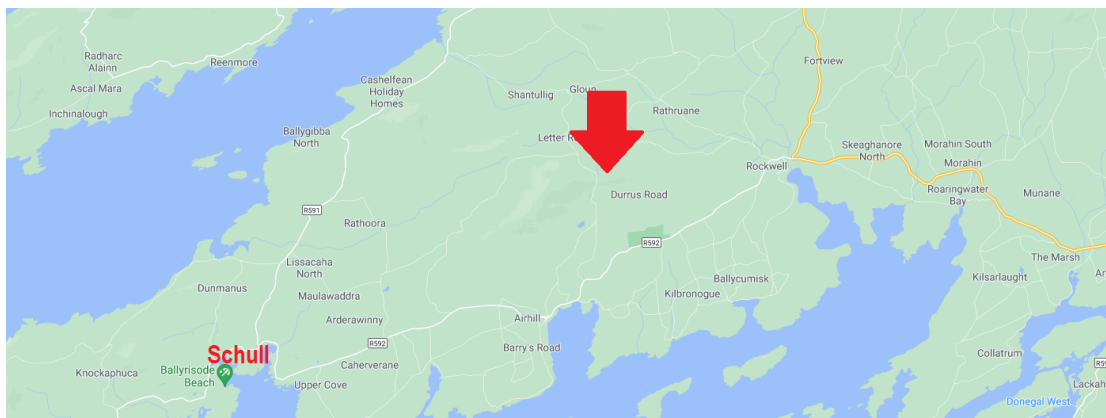 Radharc
Alainn
Reenmore
Ascal Mara
Inchinalough
Cashelfean
Holiday
Homes
Ballygibba
North
Shantullig
Gloun
Rathruane
Fortview
Letter R
Skeaghanore
North
Morahin South
Morahin
Rockwell
Roaringwater
Bay
Munane
Durrus Road
R591
Rathoora
R592
Lissacaha
North
The Marsh
Dunmanus
Maulawaddra
Ballycumisk
Kilsarlaught
Kilbronogue
Arderawinny
Airhill
R592
Schull
Barry's Road
Collatrum
Knockaphuca
Ballyrisode
Beach
Caherverane
Upper Cove
Lackah
Donegal West